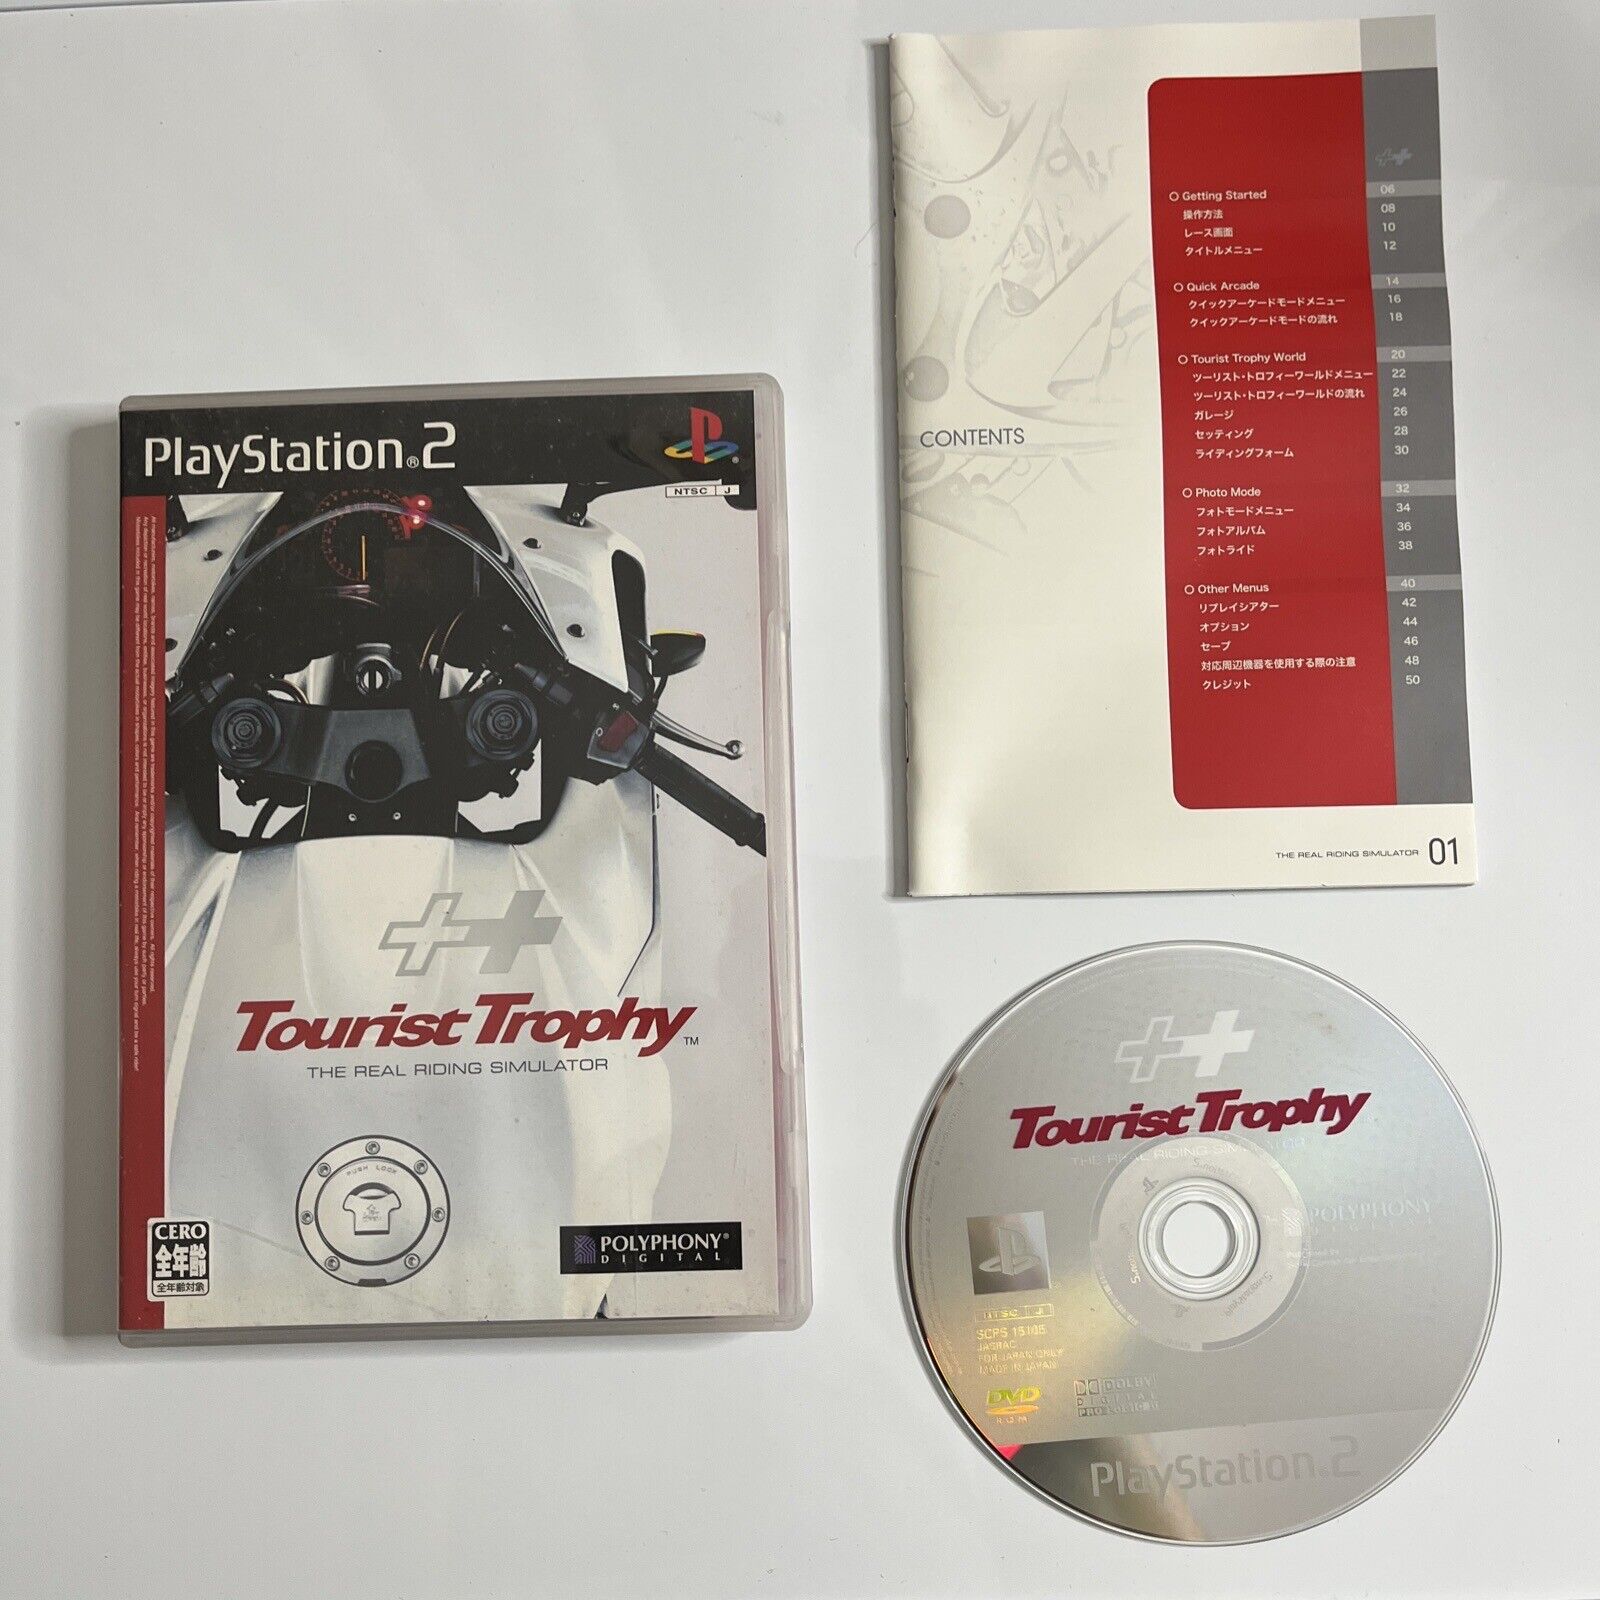 PlayStation®2
NTSC J
Tourist Trophy™
THE REAL RIDING SIMULATOR
PUSH LOCK
CERO
全年齢
全年齢対象
POLYPHONY®
DIGITAL
CONTENTS
Getting Started 06
操作方法 08
レース画面 10
タイトルメニュー 12
Quick Arcade 14
クイックアーケードモードメニュー 16
クイックアーケードモードの流れ 18
Tourist Trophy World 20
ツーリスト・トロフィーワールドメニュー 22
ツーリスト・トロフィーワールドの流れ 24
ガレージ 26
セッティング 28
ライディングフォーム 30
Photo Mode 32
フォトモードメニュー 34
フォトアルバム 36
フォトライド 38
Other Menus 40
リプレイシアター 42
オプション 44
セーブ 46
対応周辺機器を使用する際の注意 48
クレジット 50
THE REAL RIDING SIMULATOR 01
Tourist Trophy
THE REAL RIDING SIMULATOR
POLYPHONY
NTSC J
SCPS 15105
JASRAC
FOR JAPAN ONLY
MADE IN JAPAN
DVD
ROM
DOLBY
DIGITAL
PRO LOGIC II
PlayStation®2